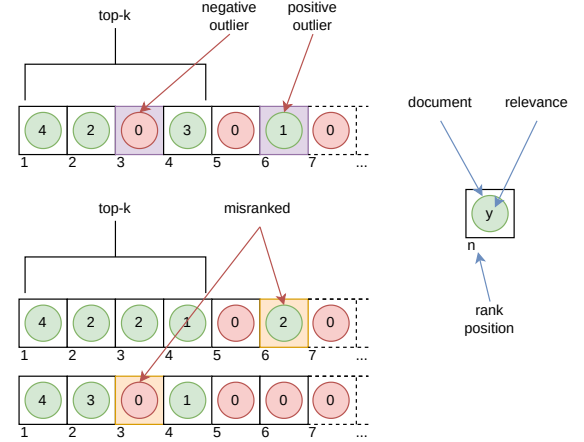 negative
outlier
positive
outlier
top-k
4 2 0 3 0 1 0
1 2 3 4 5 6 7 ...
document
relevance
y
n
rank
position
top-k
misranked
4 2 2 1 0 2 0
1 2 3 4 5 6 7 ...
4 3 0 1 0 0 0
1 2 3 4 5 6 7 ...